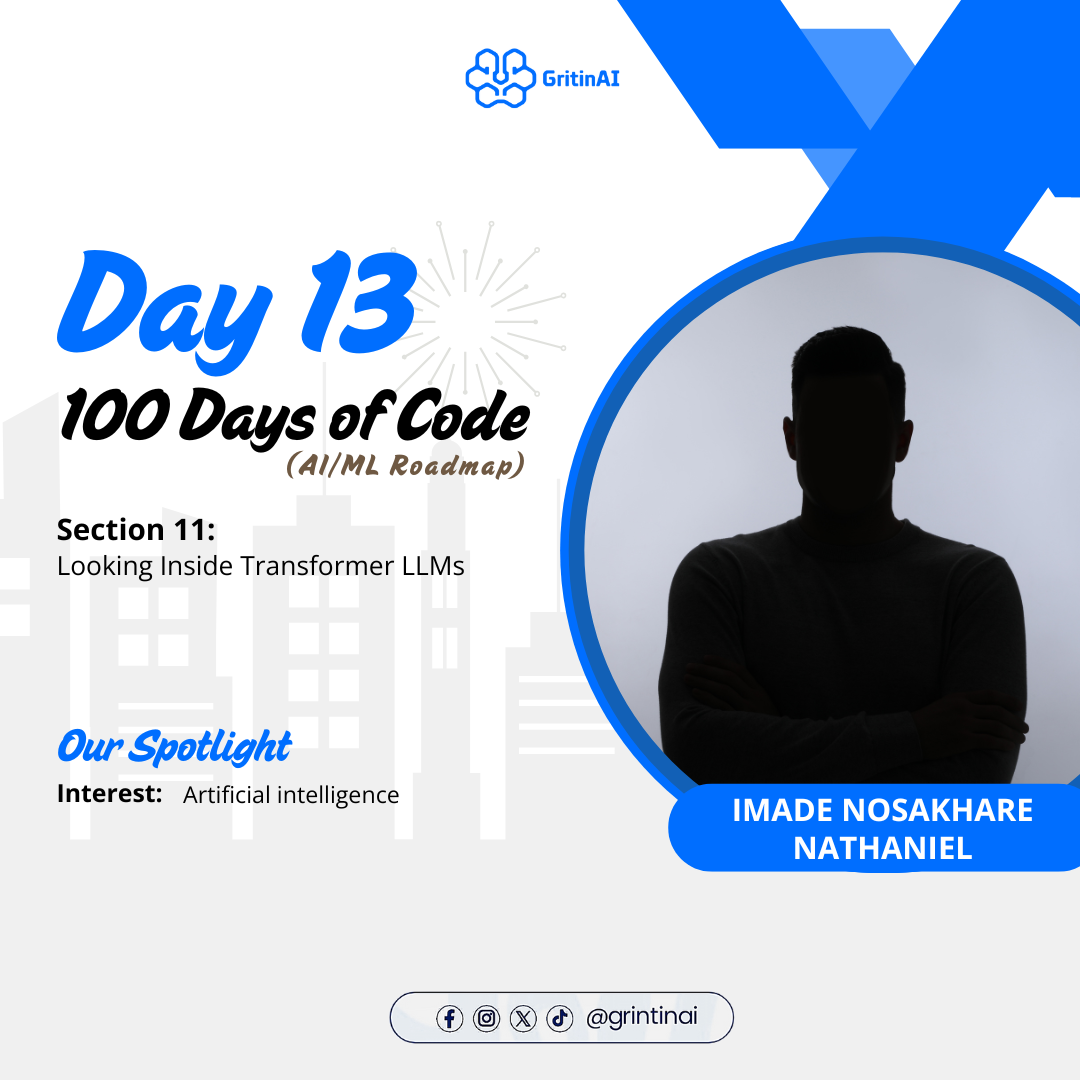 GritinAI
Day 13
100 Days of Code
(AI/ML Roadmap)
Section 11:
Looking Inside Transformer LLMs
Our Spotlight
Interest: Artificial intelligence
IMADE NOSAKHARE
NATHANIEL
@grintinai